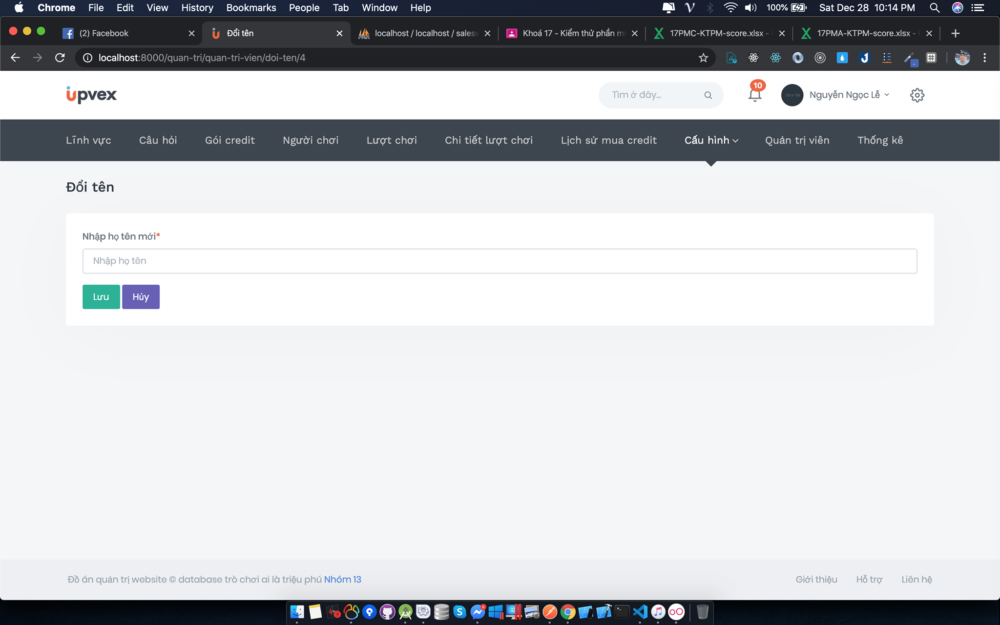 Chrome File Edit View History Bookmarks People Tab Window Help 100% Sat Dec 28 10:14 PM
(2) Facebook Đổi tên localhost / localhost / sales Khoá 17 - Kiểm thử phần 17PMC-KTPM-score.xlsx - 17PMA-KTPM-score.xlsx -
localhost:8000/quan-tri/quan-tri-vien/doi-ten/4
upvex Tìm ở đây... 10 150 x 150 Nguyễn Ngọc Lễ
Lĩnh vực Câu hỏi Gói credit Người chơi Lượt chơi Chi tiết lượt chơi Lịch sử mua credit Cấu hình Quản trị viên Thống kê
Đổi tên
Nhập họ tên mới*
Nhập họ tên
Lưu Hủy
Đồ án quản trị website © database trò chơi ai là triệu phú Nhóm 13 Giới thiệu Hỗ trợ Liên hệ